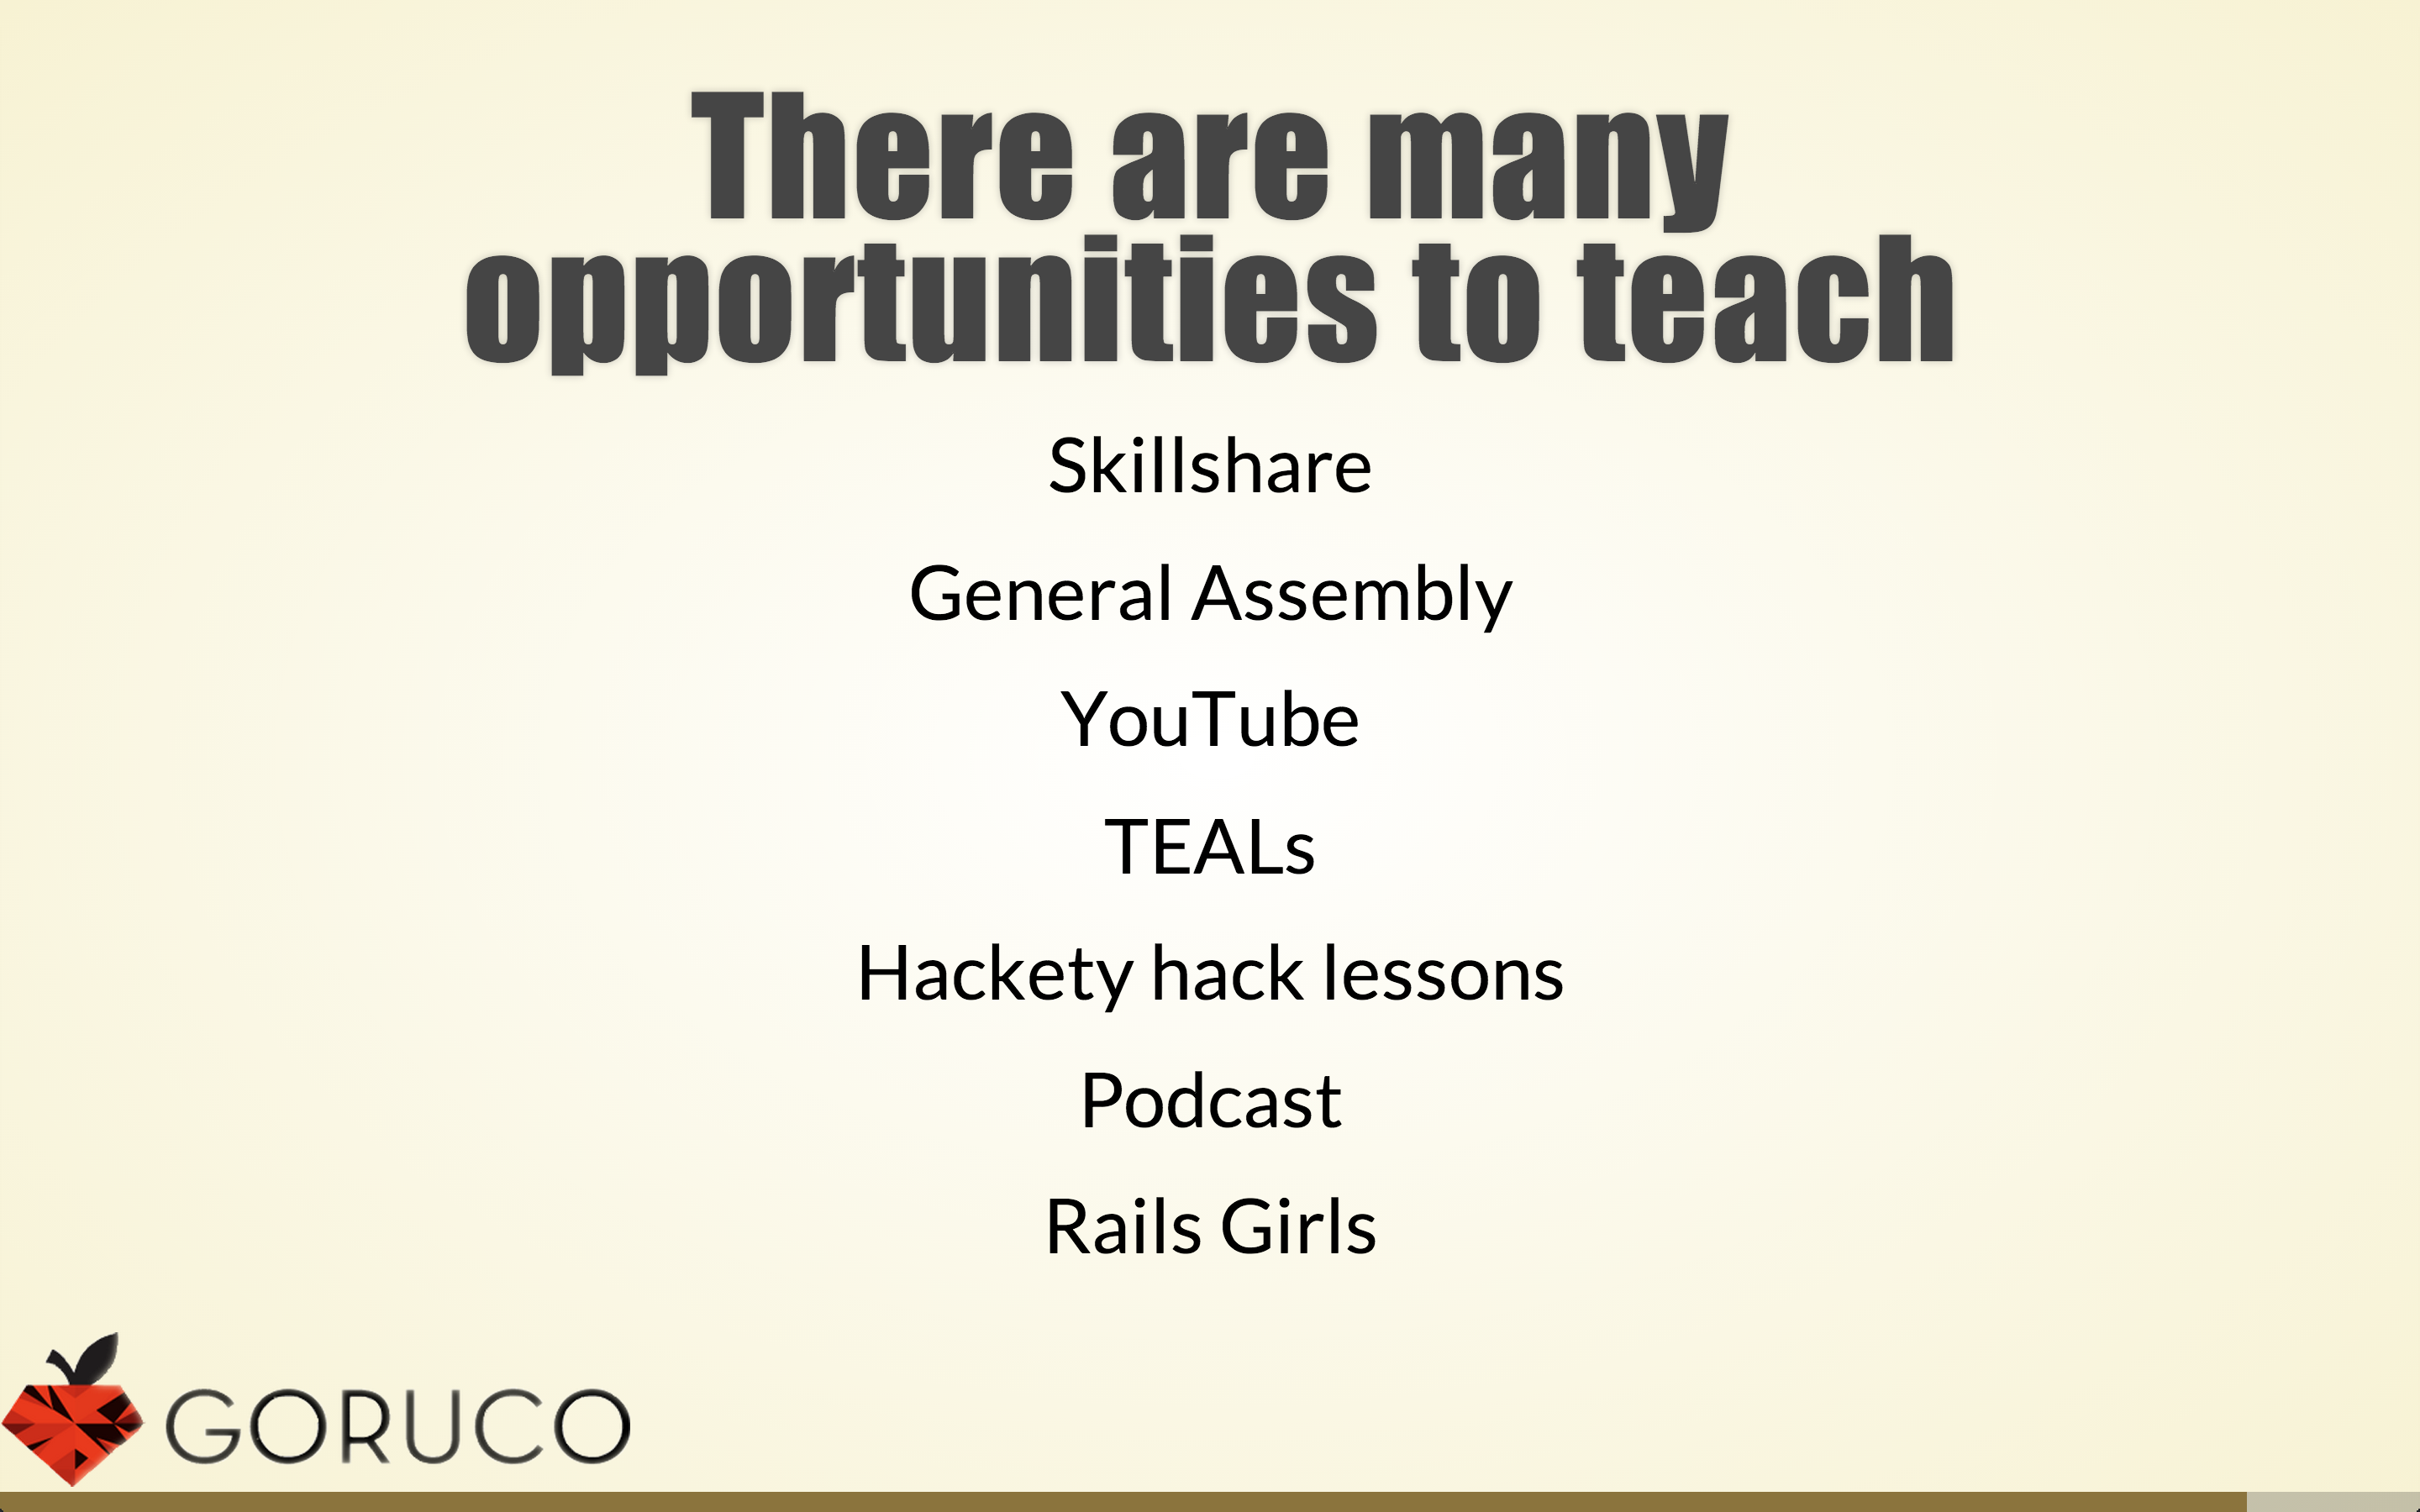 There are many
opportunities to teach
Skillshare
General Assembly
YouTube
TEALs
Hackety hack lessons
Podcast
Rails Girls
GORUCO